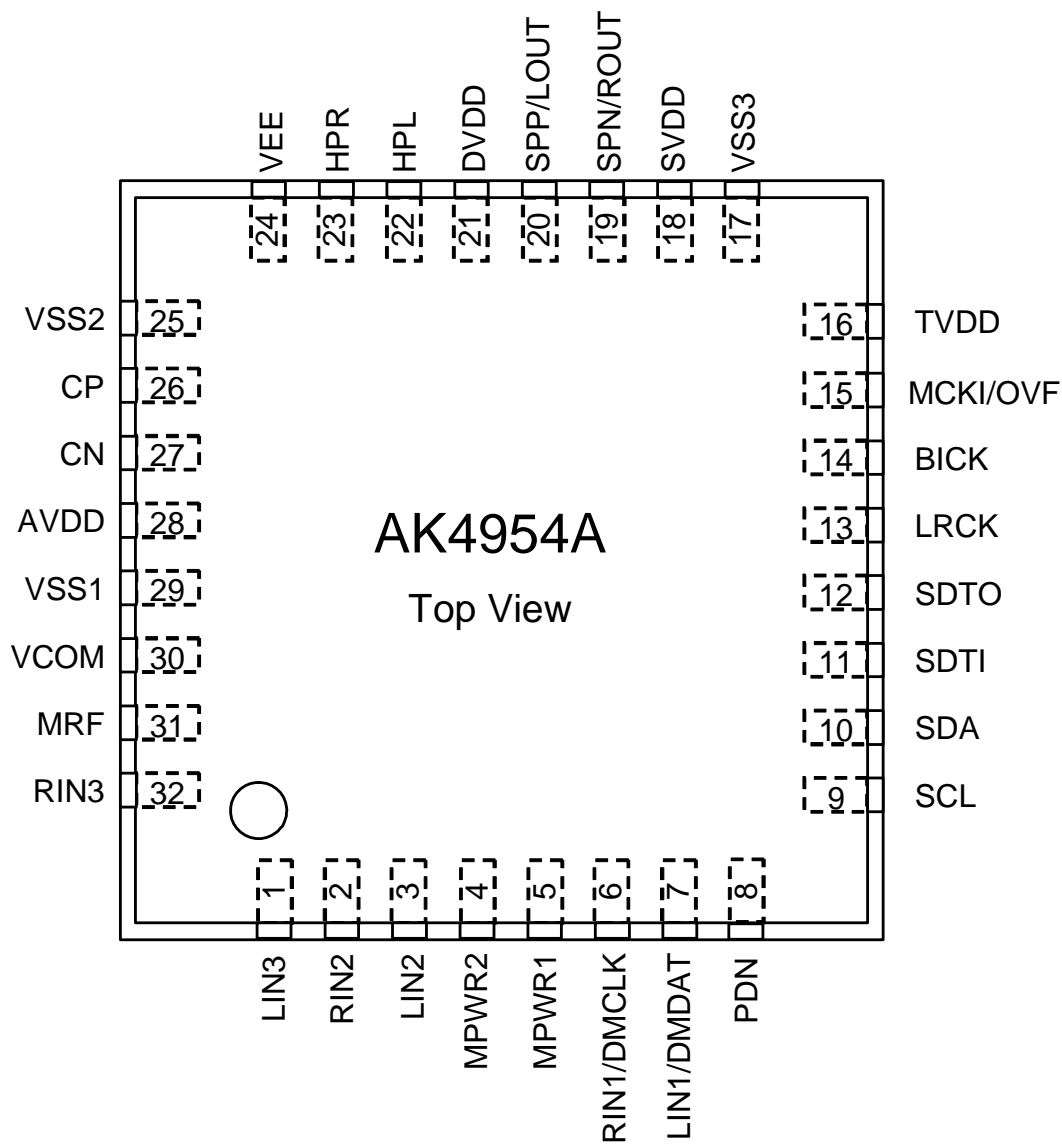 VEE
HPR
HPL
DVDD
SPP/LOUT
SPN/ROUT
SVDD
VSS3
24
23
22
21
20
19
18
17
VSS2
25
16
TVDD
CP
26
15
MCKI/OVF
CN
27
14
BICK
AVDD
28
13
LRCK
VSS1
29
12
SDTO
VCOM
30
11
SDTI
MRF
31
10
SDA
RIN3
32
9
SCL
AK4954A
Top View
1
2
3
4
5
6
7
8
LIN3
RIN2
LIN2
MPWR2
MPWR1
RIN1/DMCLK
LIN1/DMDAT
PDN